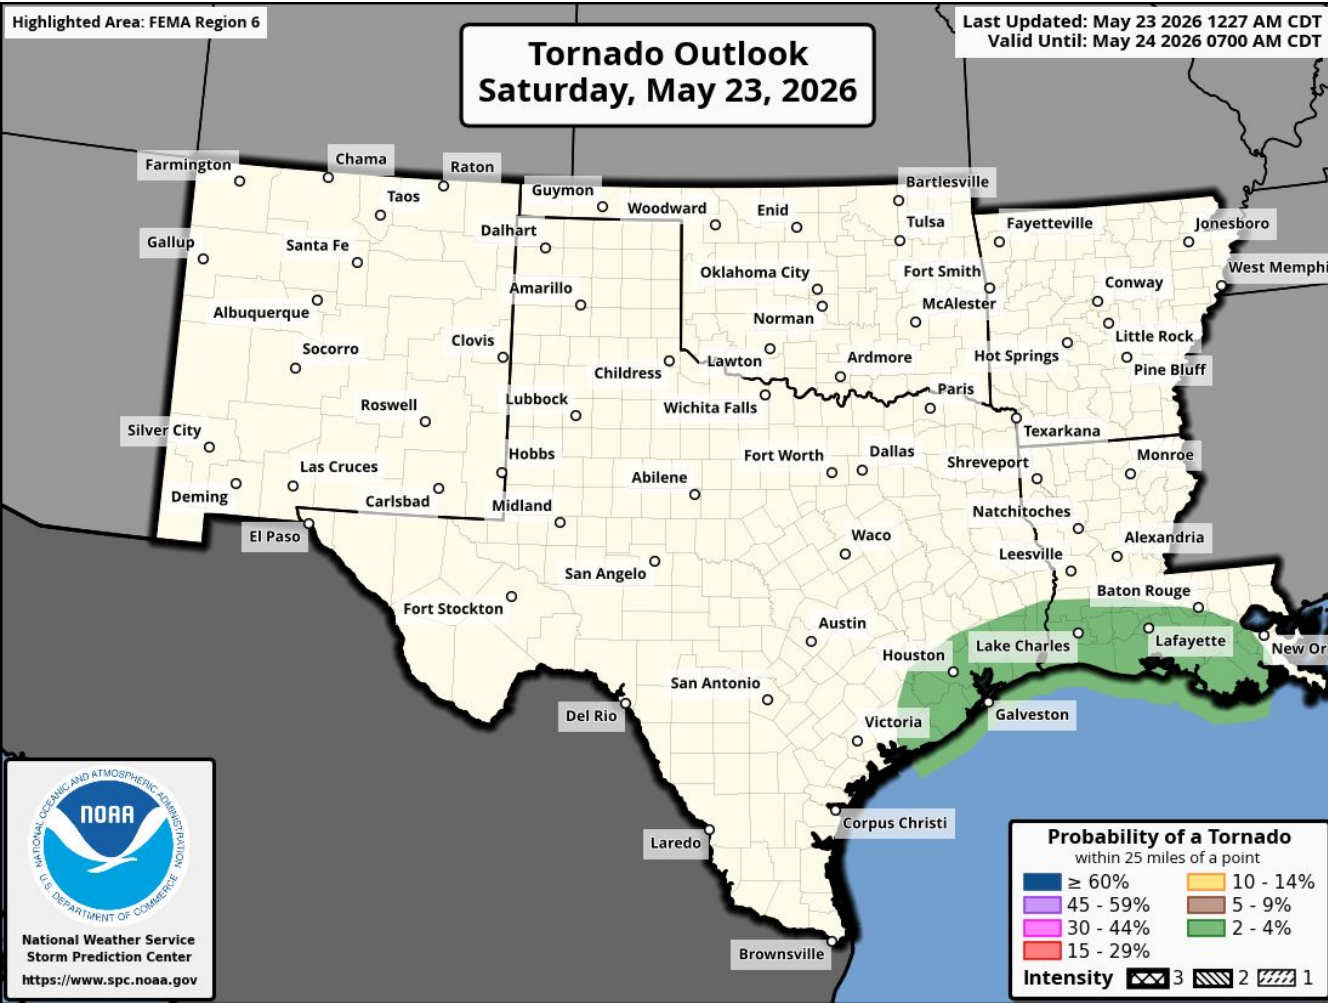 Highlighted Area: FEMA Region 6
Last Updated: May 23 2026 1227 AM CDT
Valid Until: May 24 2026 0700 AM CDT
Tornado Outlook
Saturday, May 23, 2026
Farmington
Chama
Raton
Taos
Guymon
Woodward
Enid
Bartlesville
Tulsa
Fayetteville
Jonesboro
Gallup
Santa Fe
Dalhart
Oklahoma City
Fort Smith
West Memphi
Albuquerque
Amarillo
Norman
McAlester
Conway
Socorro
Clovis
Childress
Lawton
Ardmore
Hot Springs
Little Rock
Pine Bluff
Roswell
Lubbock
Wichita Falls
Paris
Texarkana
Silver City
Las Cruces
Hobbs
Abilene
Fort Worth
Dallas
Shreveport
Monroe
Deming
Carlsbad
Midland
Natchitoches
El Paso
Waco
Leesville
Alexandria
San Angelo
Fort Stockton
Baton Rouge
Austin
Houston
Lake Charles
Lafayette
New Or
San Antonio
Del Rio
Victoria
Galveston
Corpus Christi
Laredo
Brownsville
NATIONAL OCEANIC AND ATMOSPHERIC ADMINISTRATION
NOAA
U.S. DEPARTMENT OF COMMERCE
National Weather Service
Storm Prediction Center
https://www.spc.noaa.gov
Probability of a Tornado
within 25 miles of a point
≥ 60% 10 - 14%
45 - 59% 5 - 9%
30 - 44% 2 - 4%
15 - 29%
Intensity 3 2 1